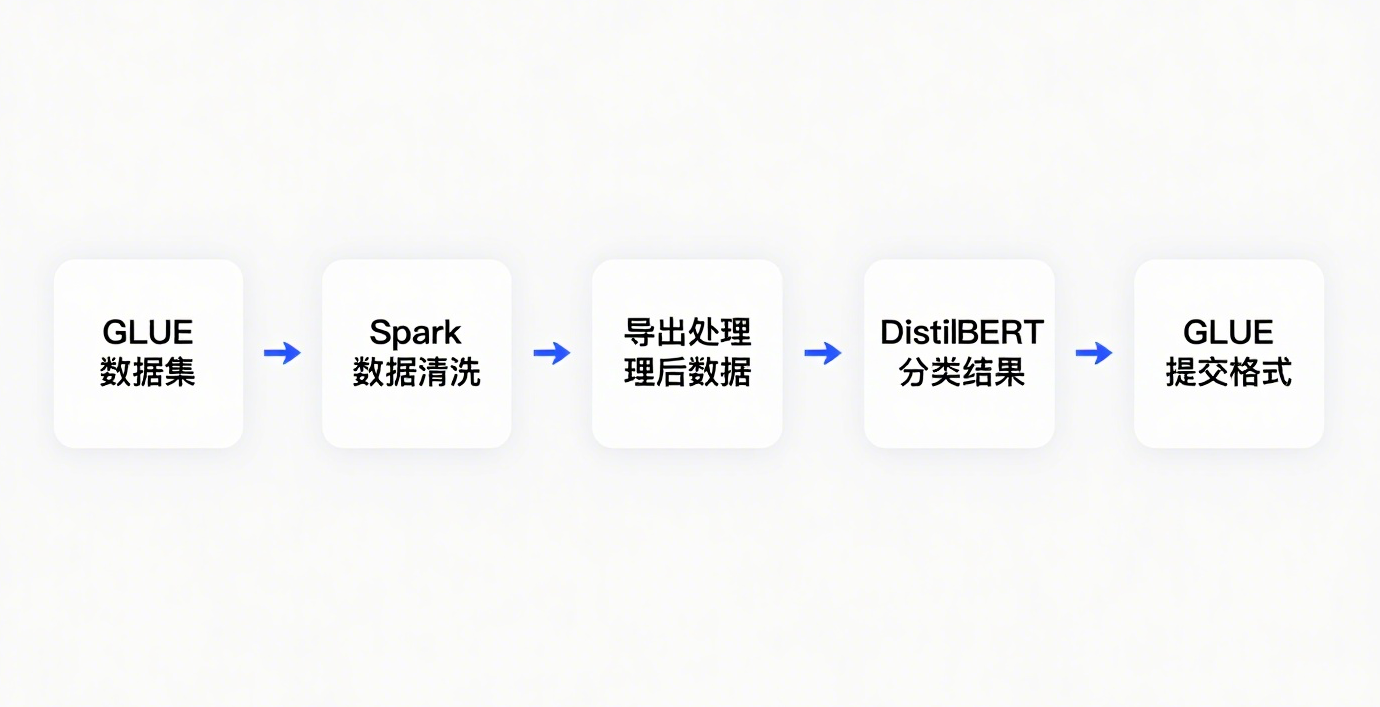 GLUE
数据集
Spark
数据清洗
导出处理
理后数据
DistilBERT
分类结果
GLUE
提交格式